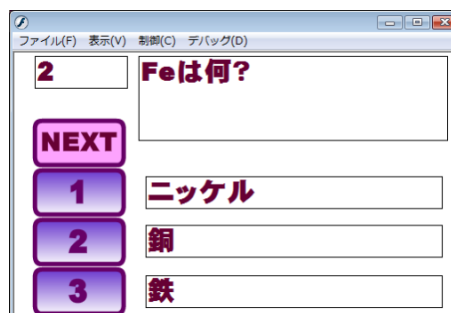 ファイル(F) 表示(V) 制御(C) デバッグ(D)
2 Feは何?
NEXT
1 ニッケル
2 銅
3 鉄